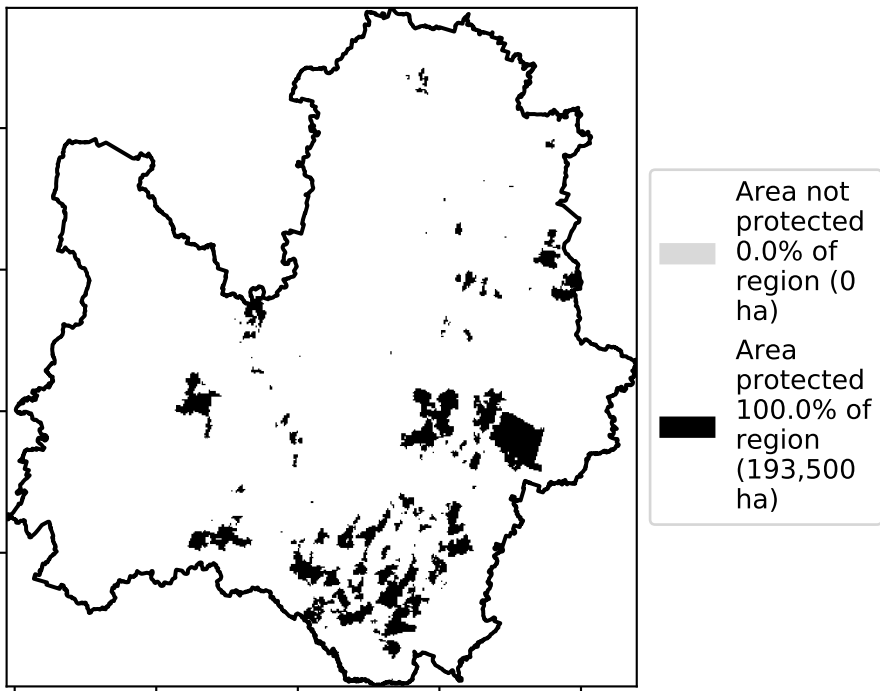 Area not
protected
0.0% of
region (0
ha)
Area
protected
100.0% of
region
(193,500
ha)